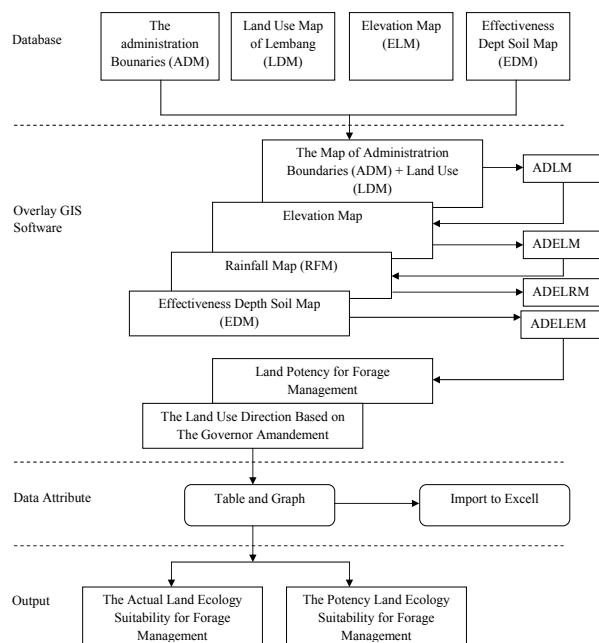 Database
The
administration
Bounaries (ADM)
Land Use Map
of Lembang
(LDM)
Elevation Map
(ELM)
Effectiveness
Dept Soil Map
(EDM)
Overlay GIS
Software
The Map of Administratrion
Boundaries (ADM) + Land Use
(LDM)
ADLM
Elevation Map
ADELM
Rainfall Map (RFM)
ADELRM
Effectiveness Depth Soil Map
(EDM)
ADELEM
Land Potency for Forage
Management
The Land Use Direction Based on
The Governor Amandement
Data Attribute
Table and Graph
Import to Excell
Output
The Actual Land Ecology
Suitability for Forage
Management
The Potency Land Ecology
Suitability for Forage
Management